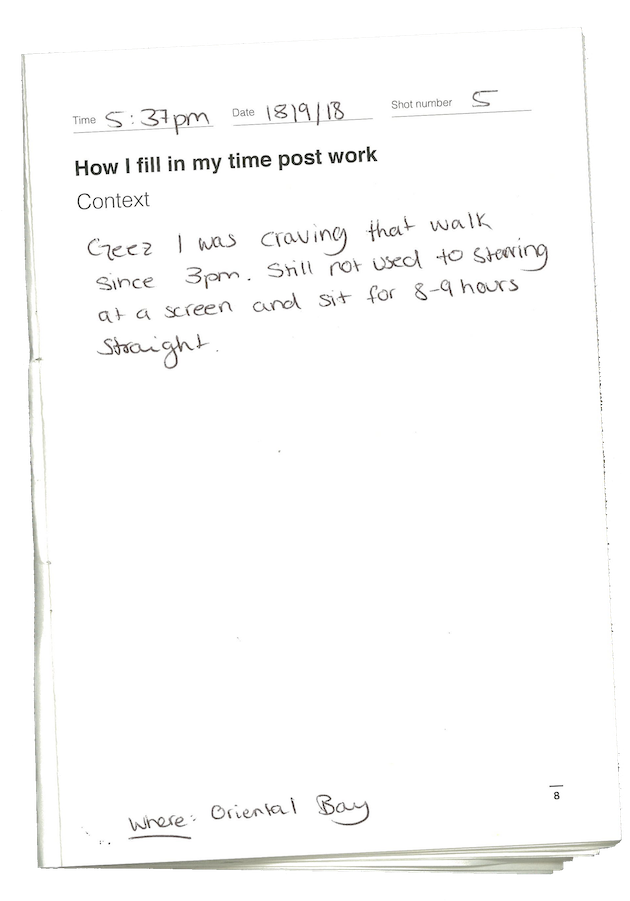 Time 5:37pm Date 18/9/18 Shot number 5
How I fill in my time post work
Context
Geez I was craving that walk
since 3pm. Still not used to starring
at a screen and sit for 8-9 hours
straight.
8
Where: Oriental Bay